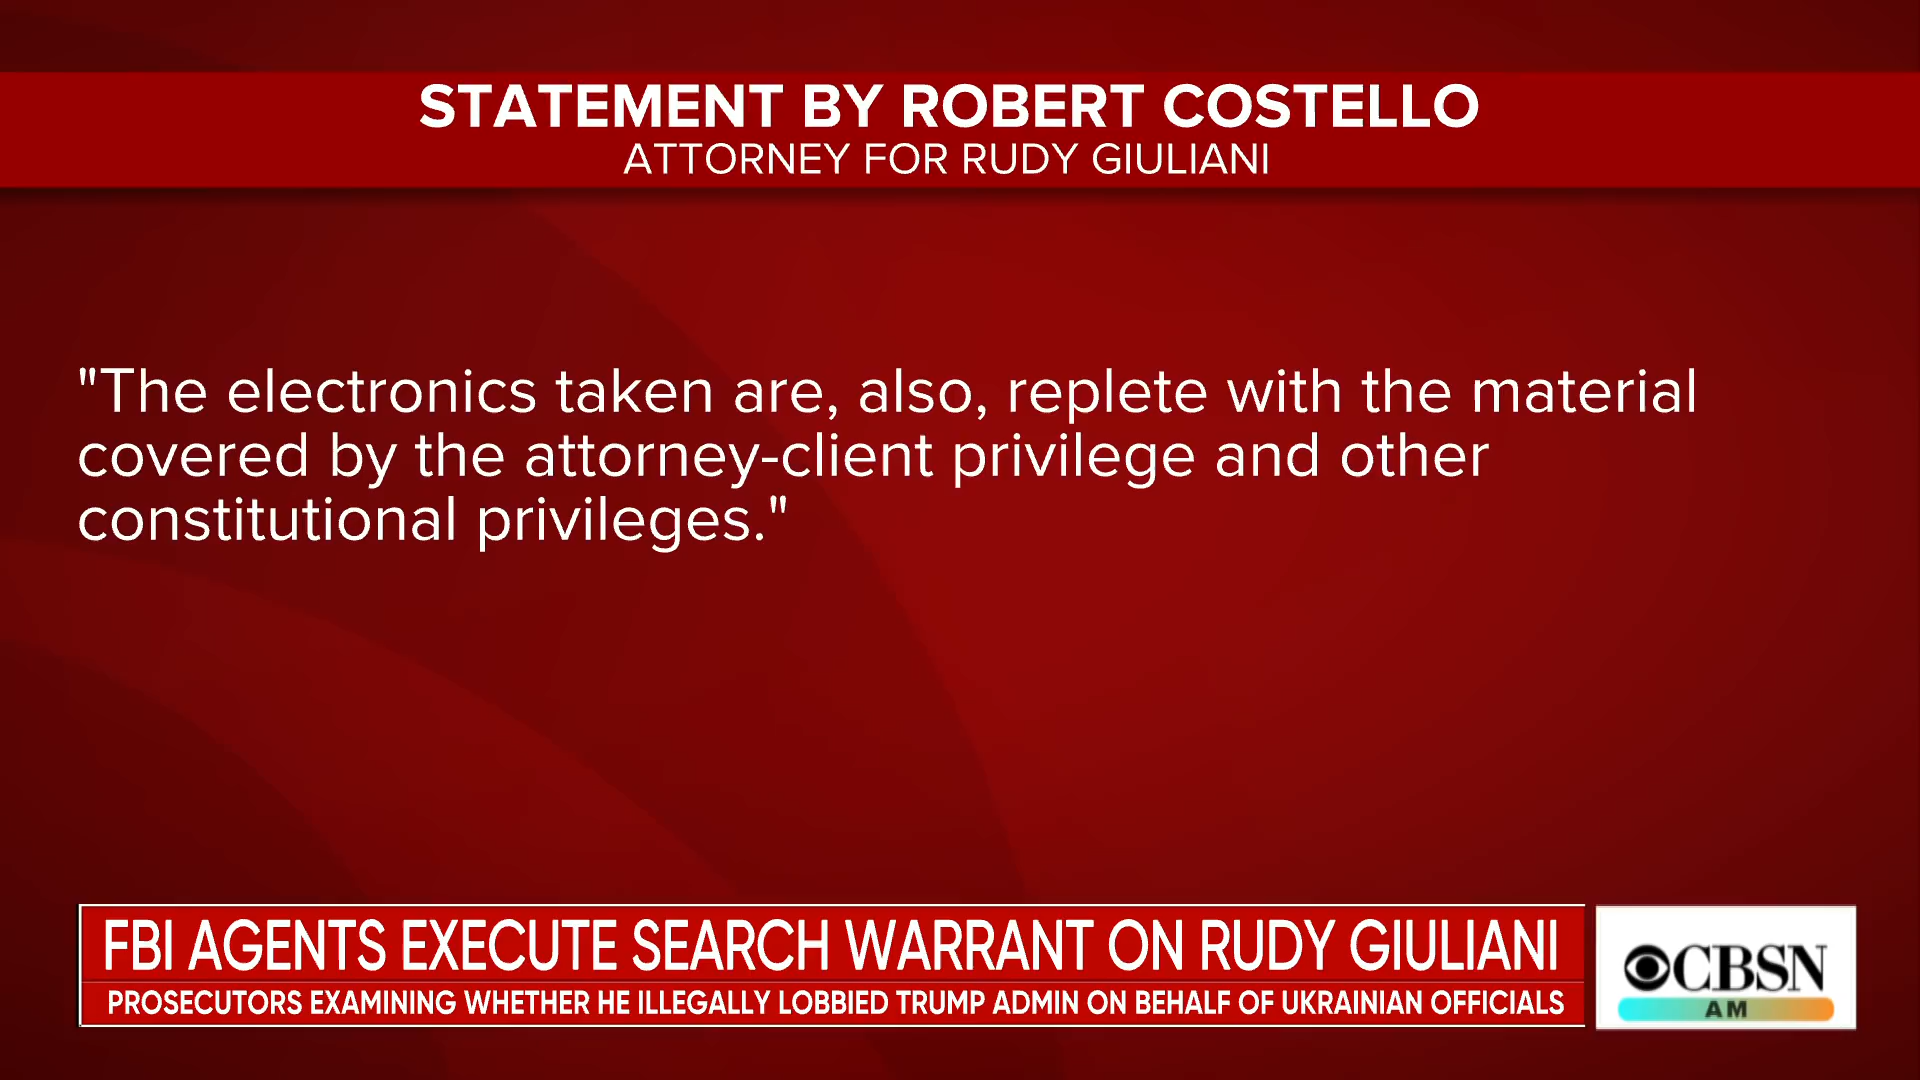 STATEMENT BY ROBERT COSTELLO
ATTORNEY FOR RUDY GIULIANI
"The electronics taken are, also, replete with the material
covered by the attorney-client privilege and other
constitutional privileges."
FBI AGENTS EXECUTE SEARCH WARRANT ON RUDY GIULIANI
PROSECUTORS EXAMINING WHETHER HE ILLEGALLY LOBBIED TRUMP ADMIN ON BEHALF OF UKRAINIAN OFFICIALS
CBSN
AM